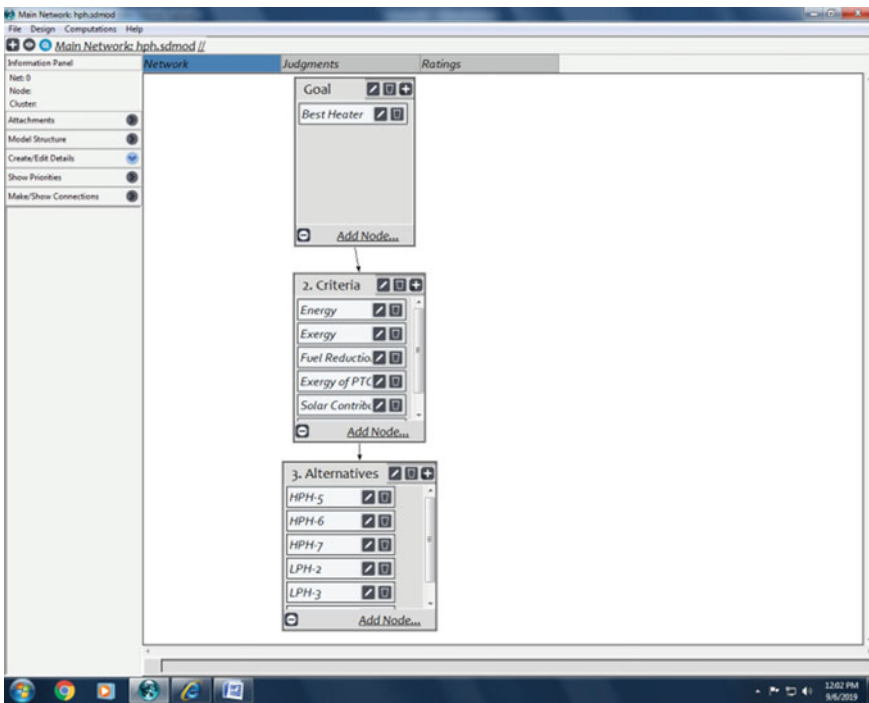 Main Network: hph.sdmod
File Design Computations Help
Main Network: hph.sdmod //
Information Panel
Network Judgments Ratings
Net: 0
Node:
Cluster:
Attachments
Model Structure
Create/Edit Details
Show Priorities
Make/Show Connections
Goal
Best Heater
Add Node...
2. Criteria
Energy
Exergy
Fuel Reductio
Exergy of PTC
Solar Contrib
Add Node...
3. Alternatives
HPH-5
HPH-6
HPH-7
LPH-2
LPH-3
Add Node...
12:02 PM
9/6/2019